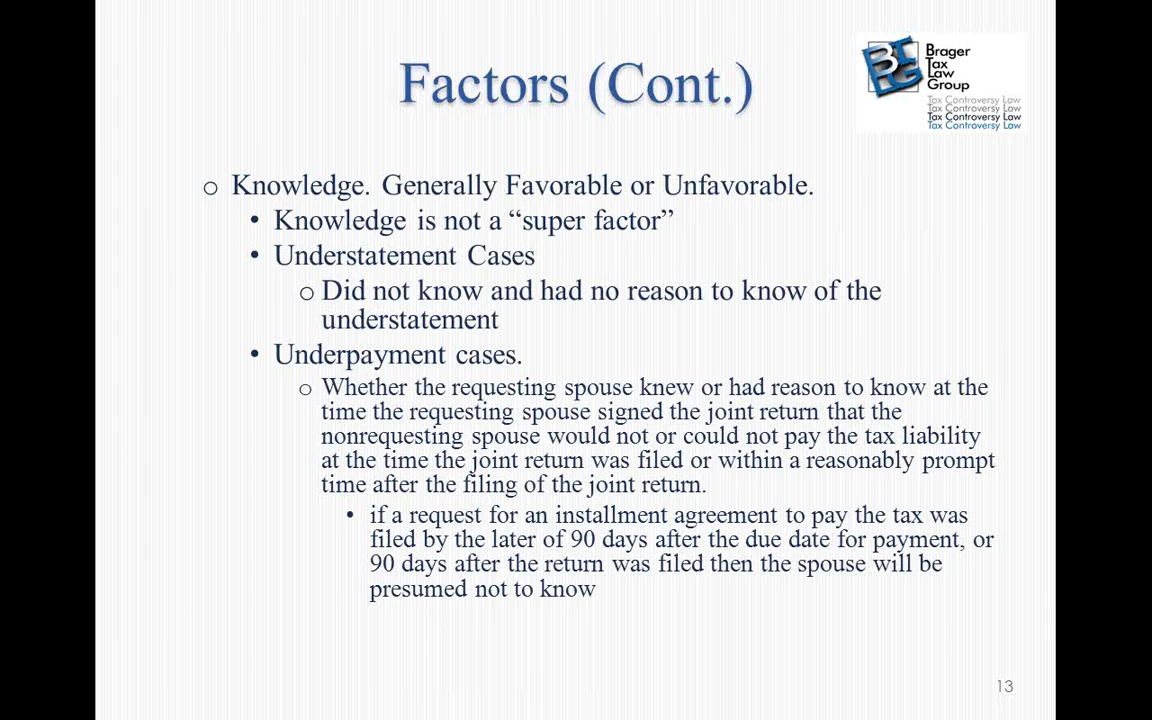 Factors (Cont.)
BTLG
Brager
Tax
Law
Group
Tax Controversy Law
Tax Controversy Law
Tax Controversy Law
Tax Controversy Law
o Knowledge. Generally Favorable or Unfavorable.
• Knowledge is not a “super factor”
• Understatement Cases
o Did not know and had no reason to know of the
understatement
• Underpayment cases.
o Whether the requesting spouse knew or had reason to know at the
time the requesting spouse signed the joint return that the
nonrequesting spouse would not or could not pay the tax liability
at the time the joint return was filed or within a reasonably prompt
time after the filing of the joint return.
• if a request for an installment agreement to pay the tax was
filed by the later of 90 days after the due date for payment, or
90 days after the return was filed then the spouse will be
presumed not to know
13